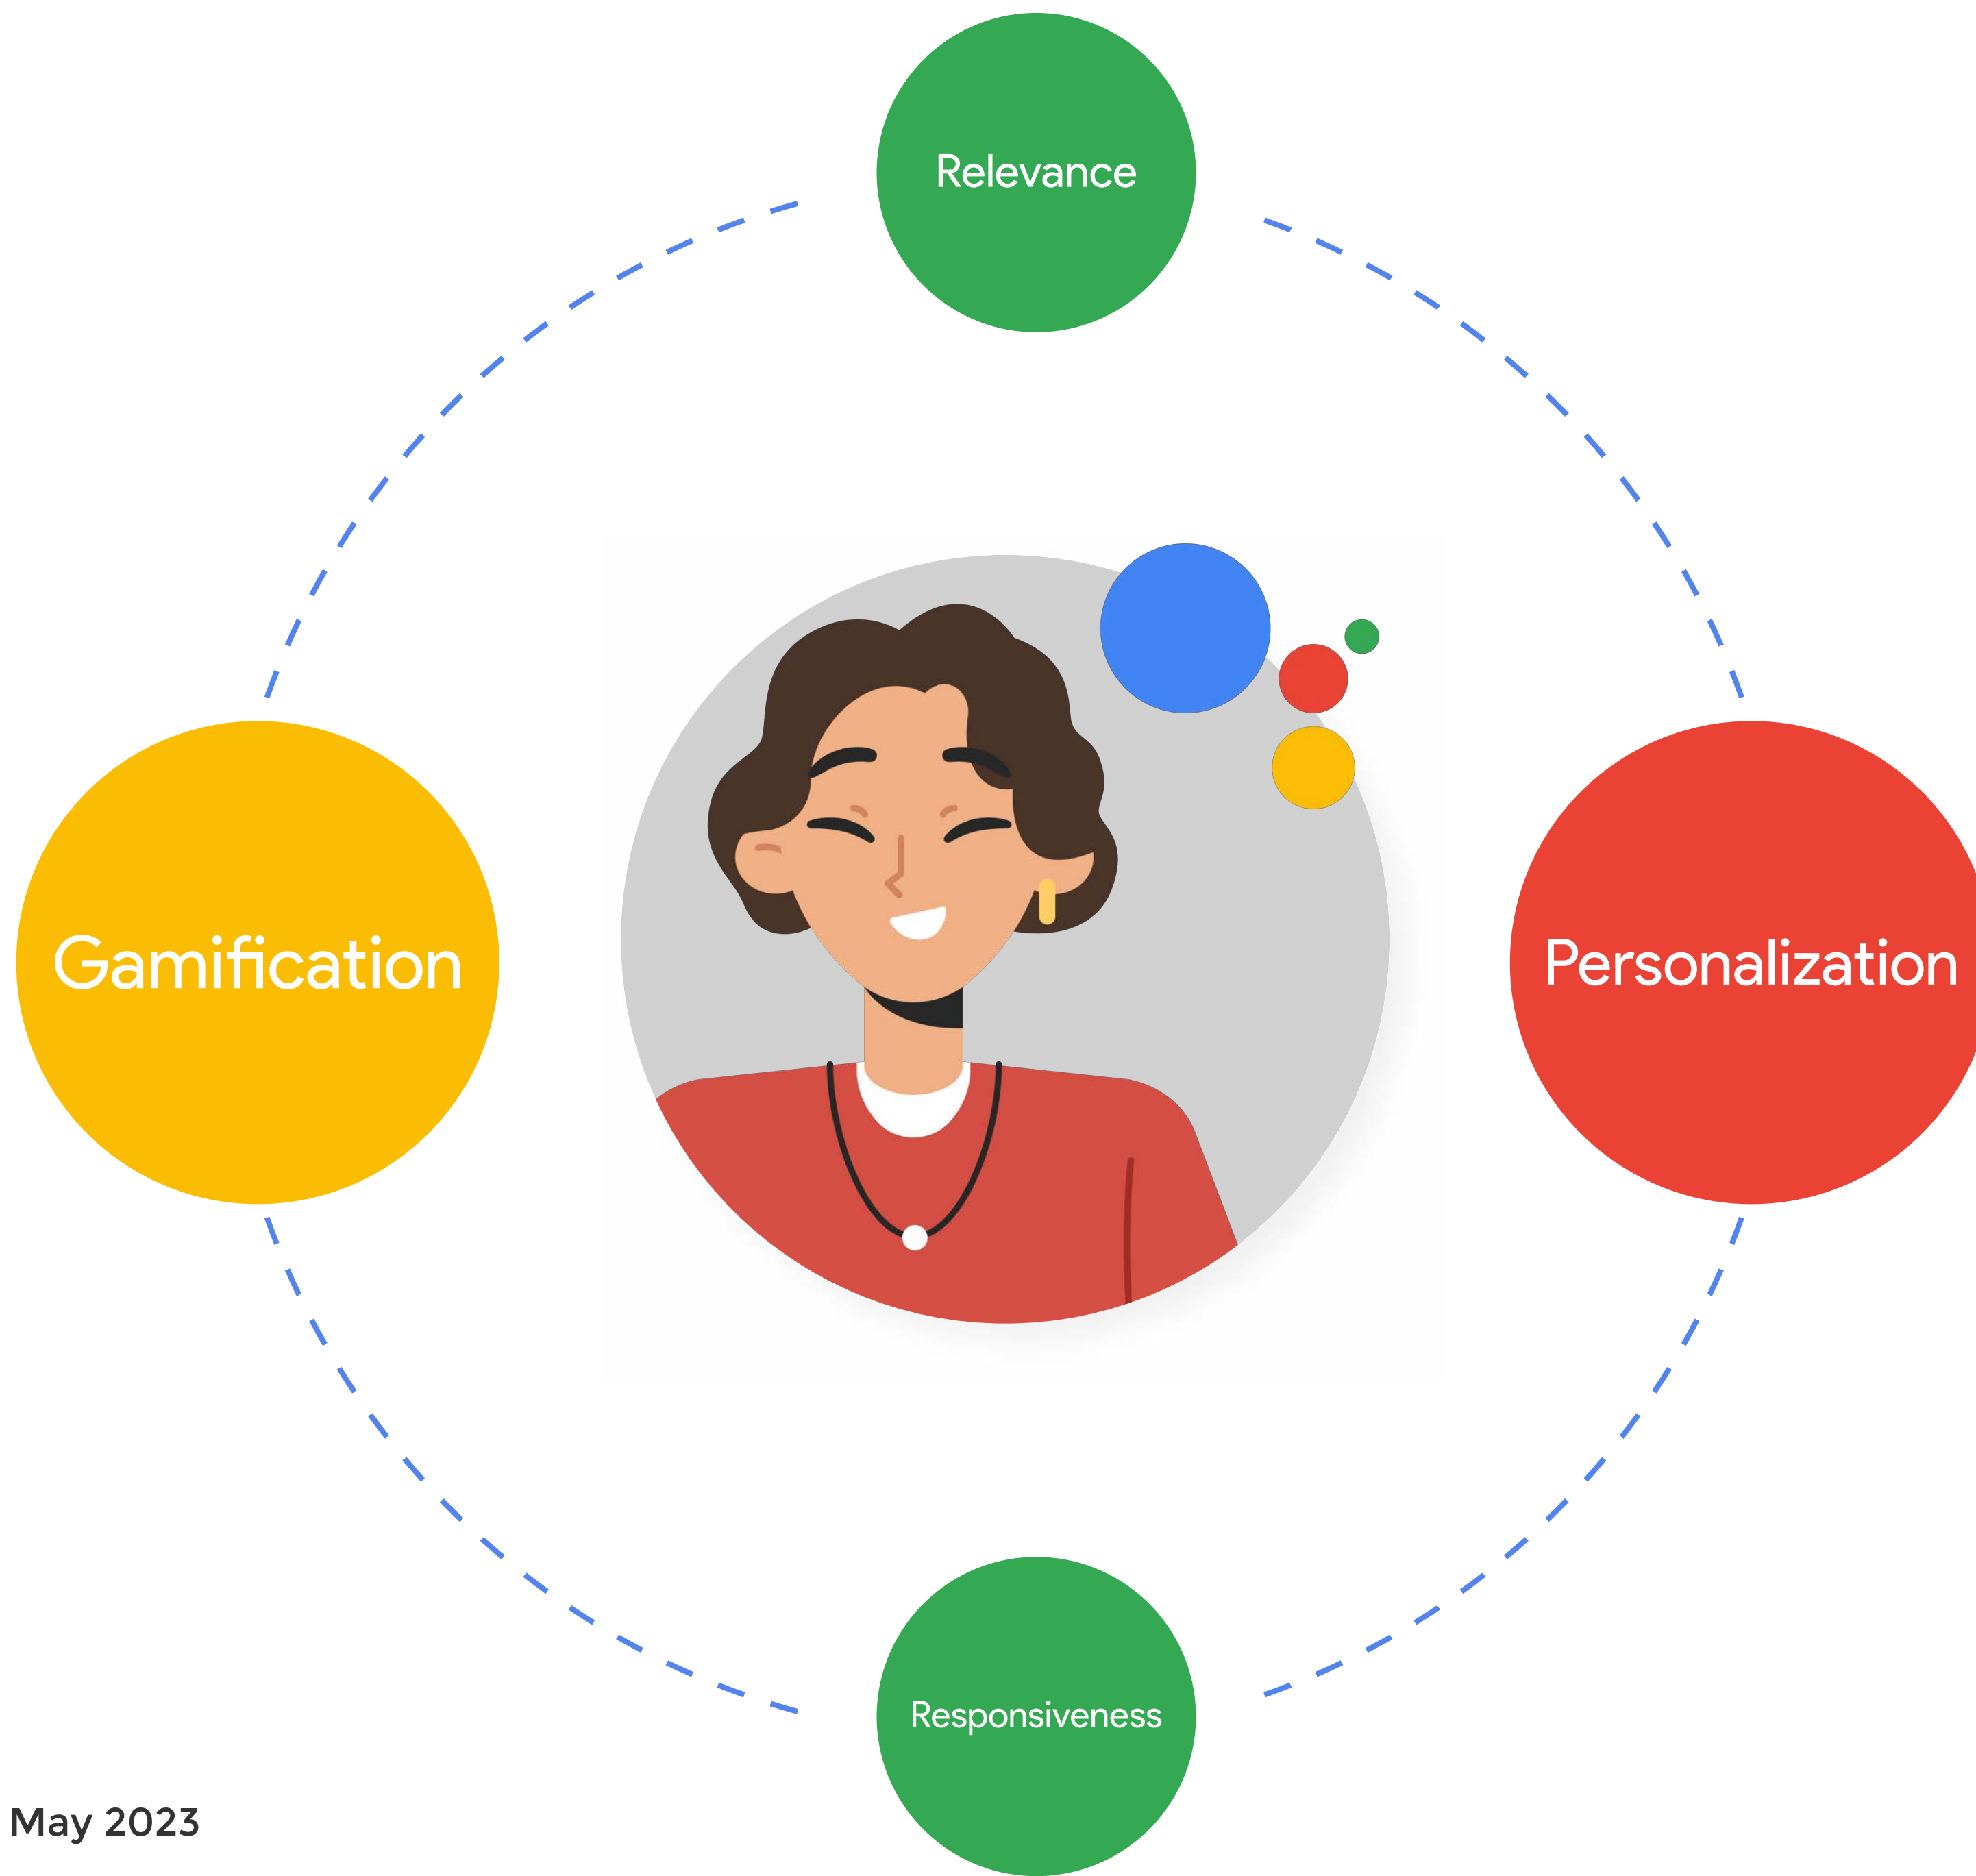 Relevance
Gamification
Personalization
Responsiveness
May 2023